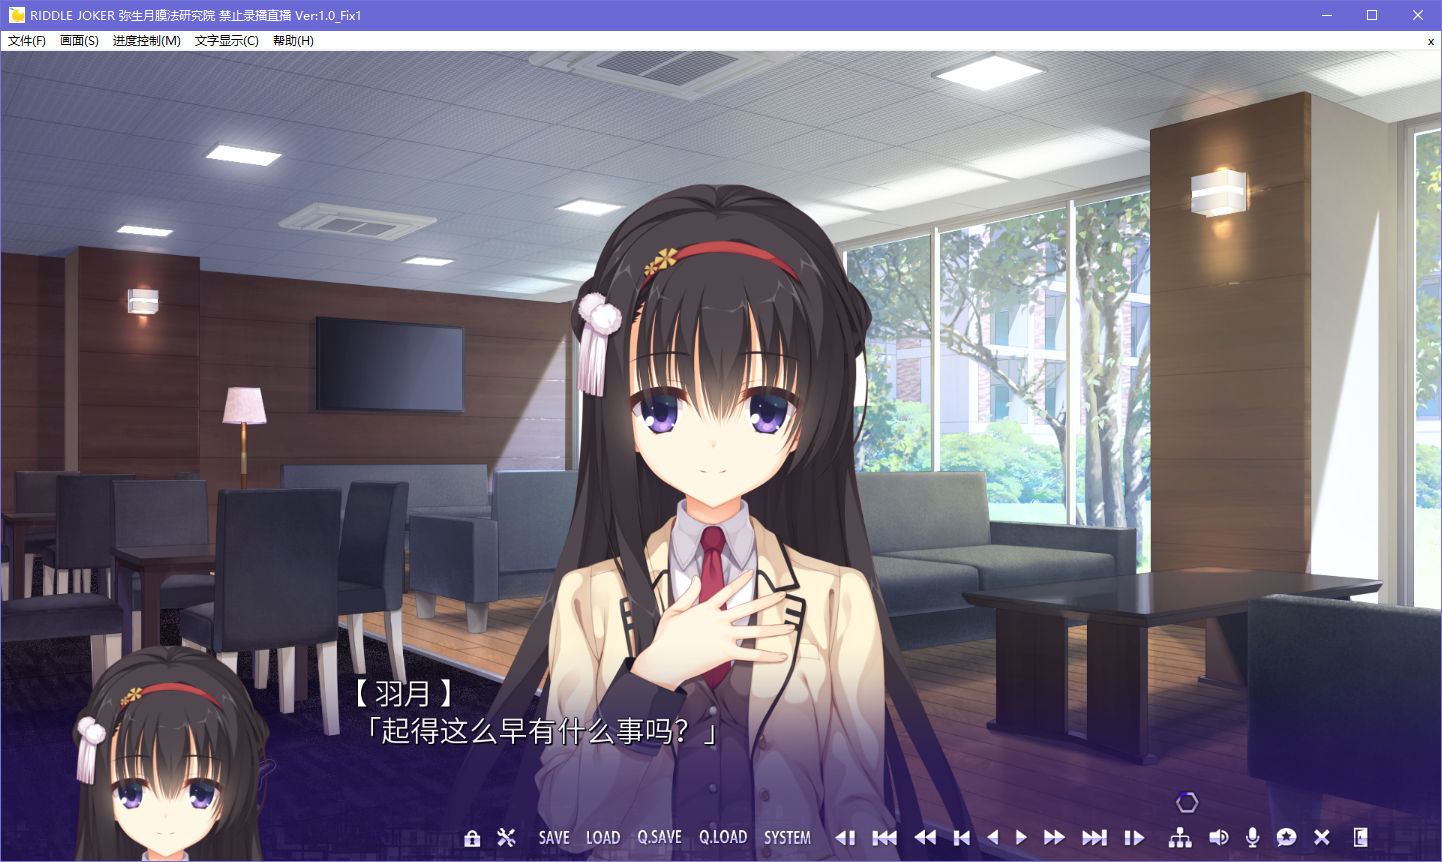 RIDDLE JOKER 弥生月膜法研究院 禁止录播直播 Ver:1.0_Fix1
文件(F) 画面(S) 进度控制(M) 文字显示(C) 帮助(H) x
【 羽月 】
「起得这么早有什么事吗？」
SAVE LOAD Q.SAVE Q.LOAD SYSTEM